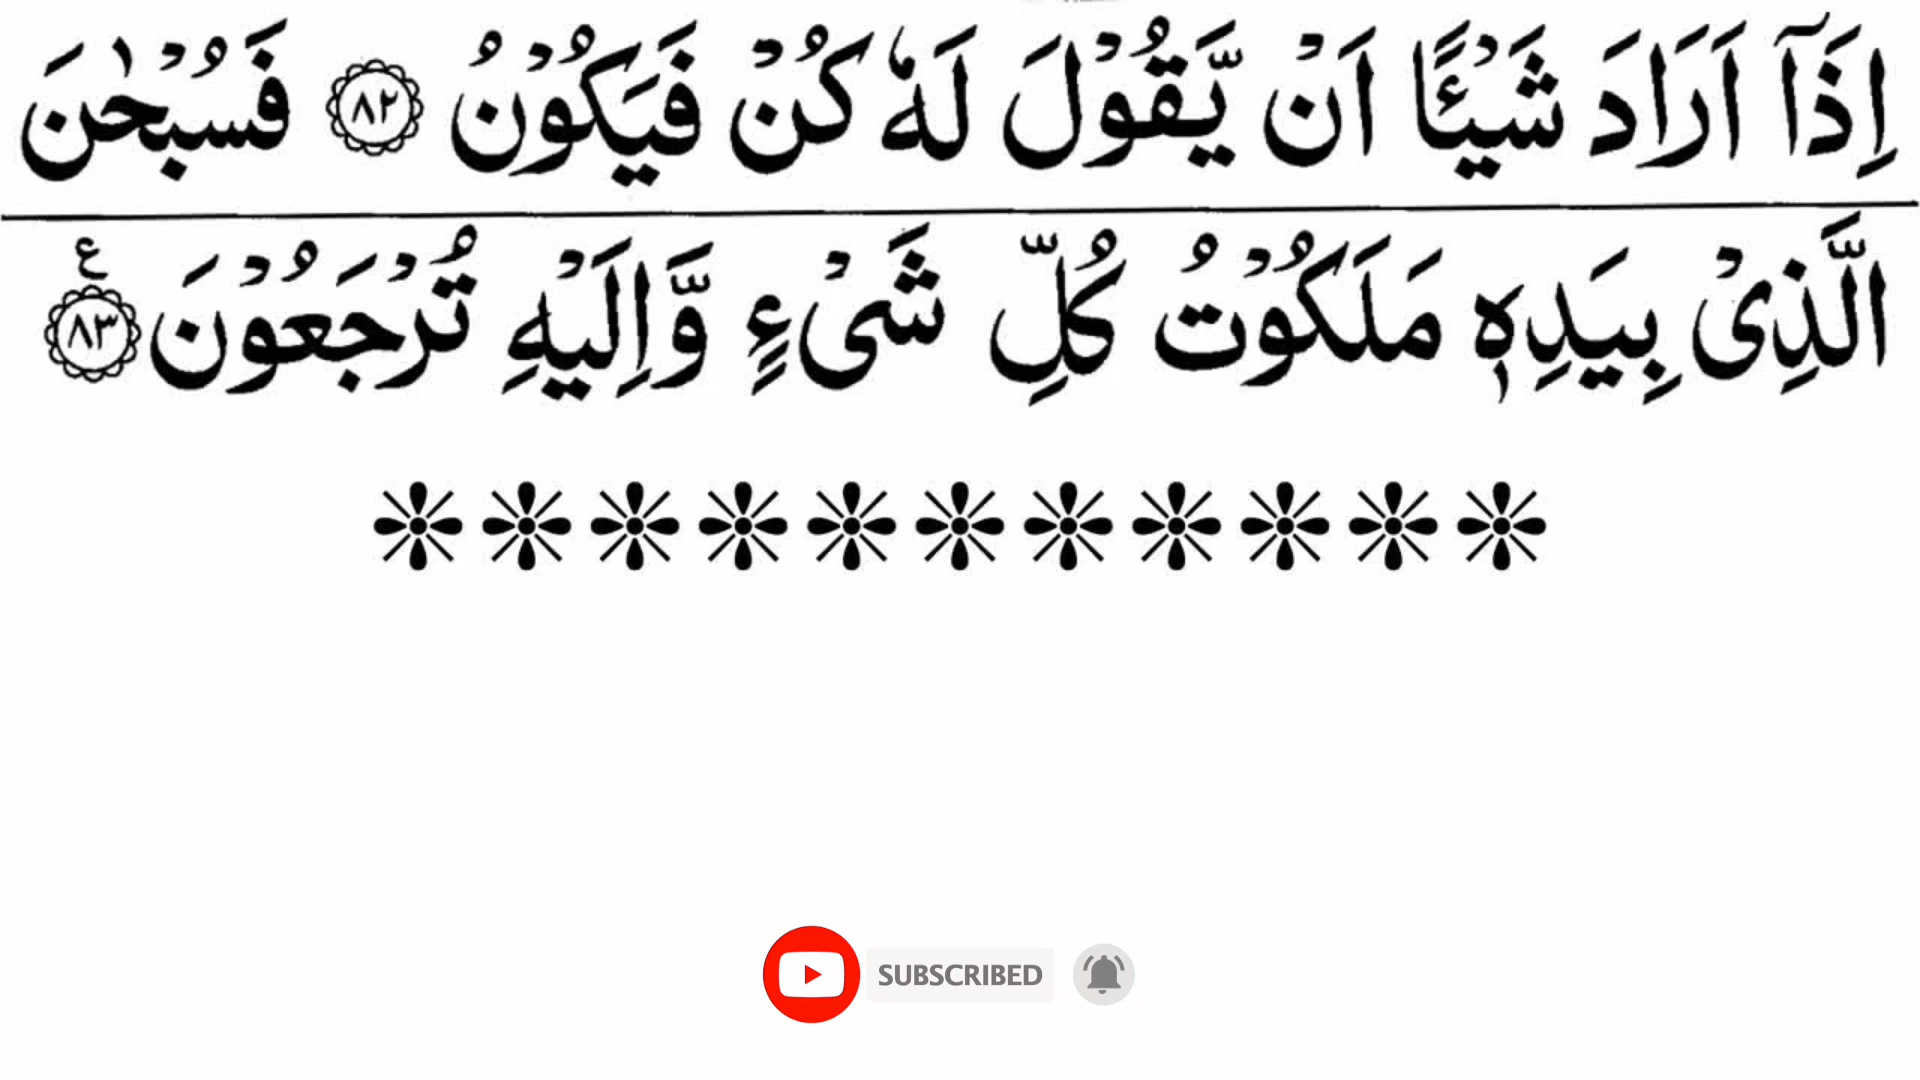 اِذَآ اَرَادَ شَيْـًٔا اَنْ يَّقُوْلَ لَهٗ كُنْ فَيَكُوْنُ ۝٨٢ فَسُبْحٰنَ
الَّذِیْ بِيَدِهٖ مَلَكُوْتُ كُلِّ شَیْءٍ وَّاِلَيْهِ تُرْجَعُوْنَ ۝٨٣ ع
SUBSCRIBED